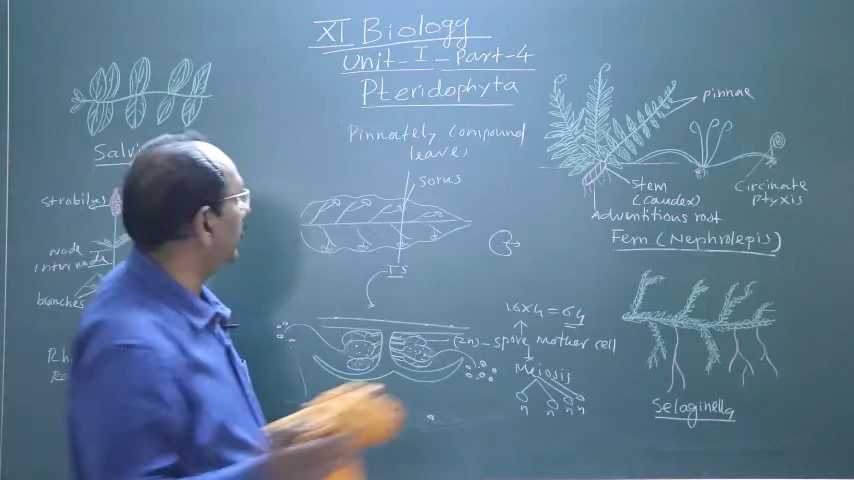 XI Biology
Unit-I-Part-4
Pteridophyta
Pinnately compound
leaves
sorus
T S
(2n)-spore mother cell
16x4=64
Meiosis
n n n n
strobilus
node
branches
pinnae
stem
(caudex)
Adventitious root
Circinate
ptyxis
Fern (Nephrolepis)
Selaginella